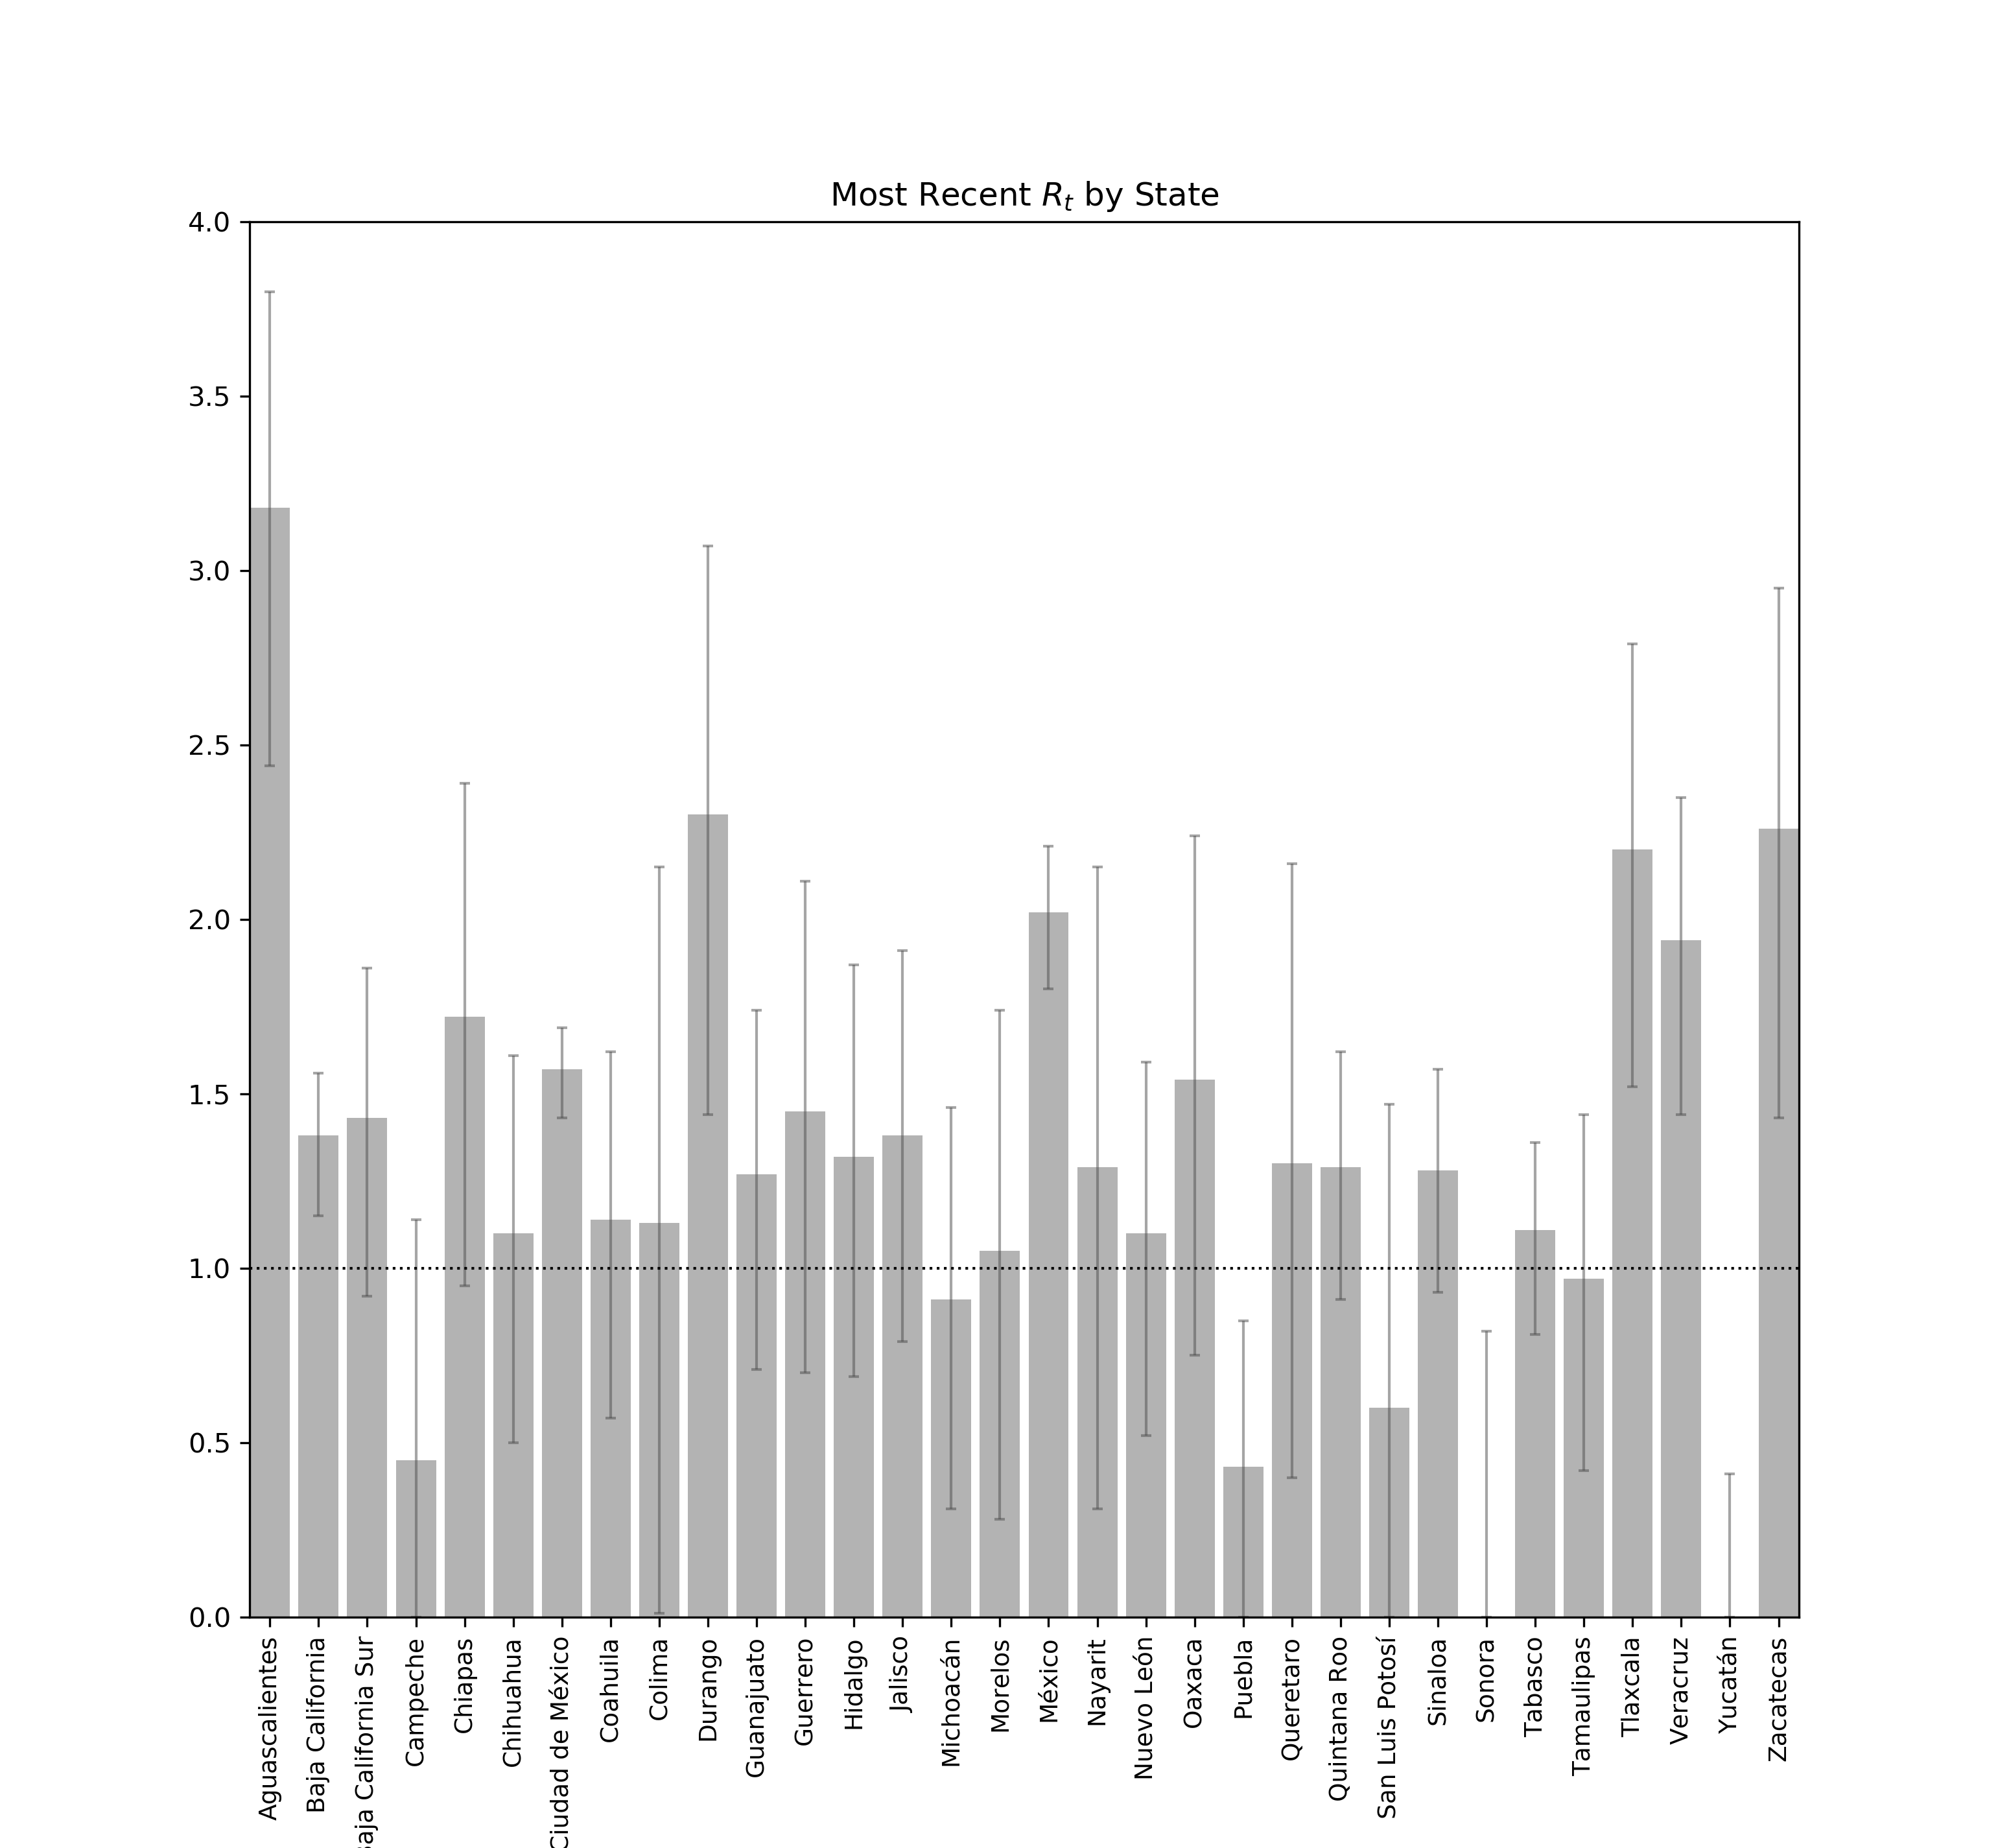 Most Recent Rt by State
4.0
3.5
3.0
2.5
2.0
1.5
1.0
0.5
0.0
Aguascalientes
Baja California
aja California Sur
Campeche
Chiapas
Chihuahua
Ciudad de México
Coahuila
Colima
Durango
Guanajuato
Guerrero
Hidalgo
Jalisco
Michoacán
Morelos
México
Nayarit
Nuevo León
Oaxaca
Puebla
Queretaro
Quintana Roo
San Luis Potosí
Sinaloa
Sonora
Tabasco
Tamaulipas
Tlaxcala
Veracruz
Yucatán
Zacatecas